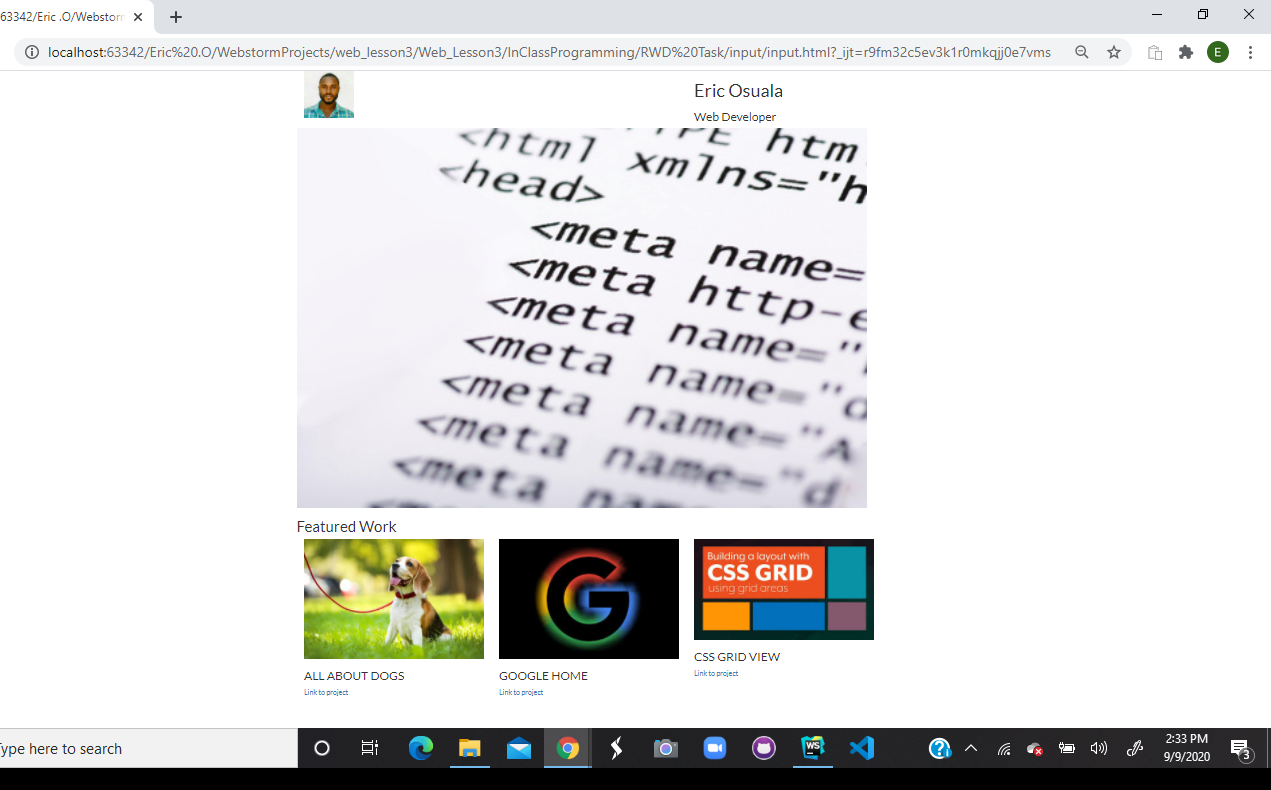 63342/Eric .O/Webstorm
localhost:63342/Eric%20.O/WebstormProjects/web_lesson3/Web_Lesson3/InClassProgramming/RWD%20Task/input/input.html?_ijt=r9fm32c5ev3k1r0mkqjj0e7vms
E
Eric Osuala
Web Developer
<html xmlns="h
<head>
<meta name=
<meta http-e
<meta name="
<meta name="d
<meta name="A
<meta name="d
<meta
Featured Work
Building a layout with
CSS GRID
using grid areas
G
ALL ABOUT DOGS
Link to project
GOOGLE HOME
Link to project
CSS GRID VIEW
Link to project
Type here to search
WS
2:33 PM
9/9/2020
3